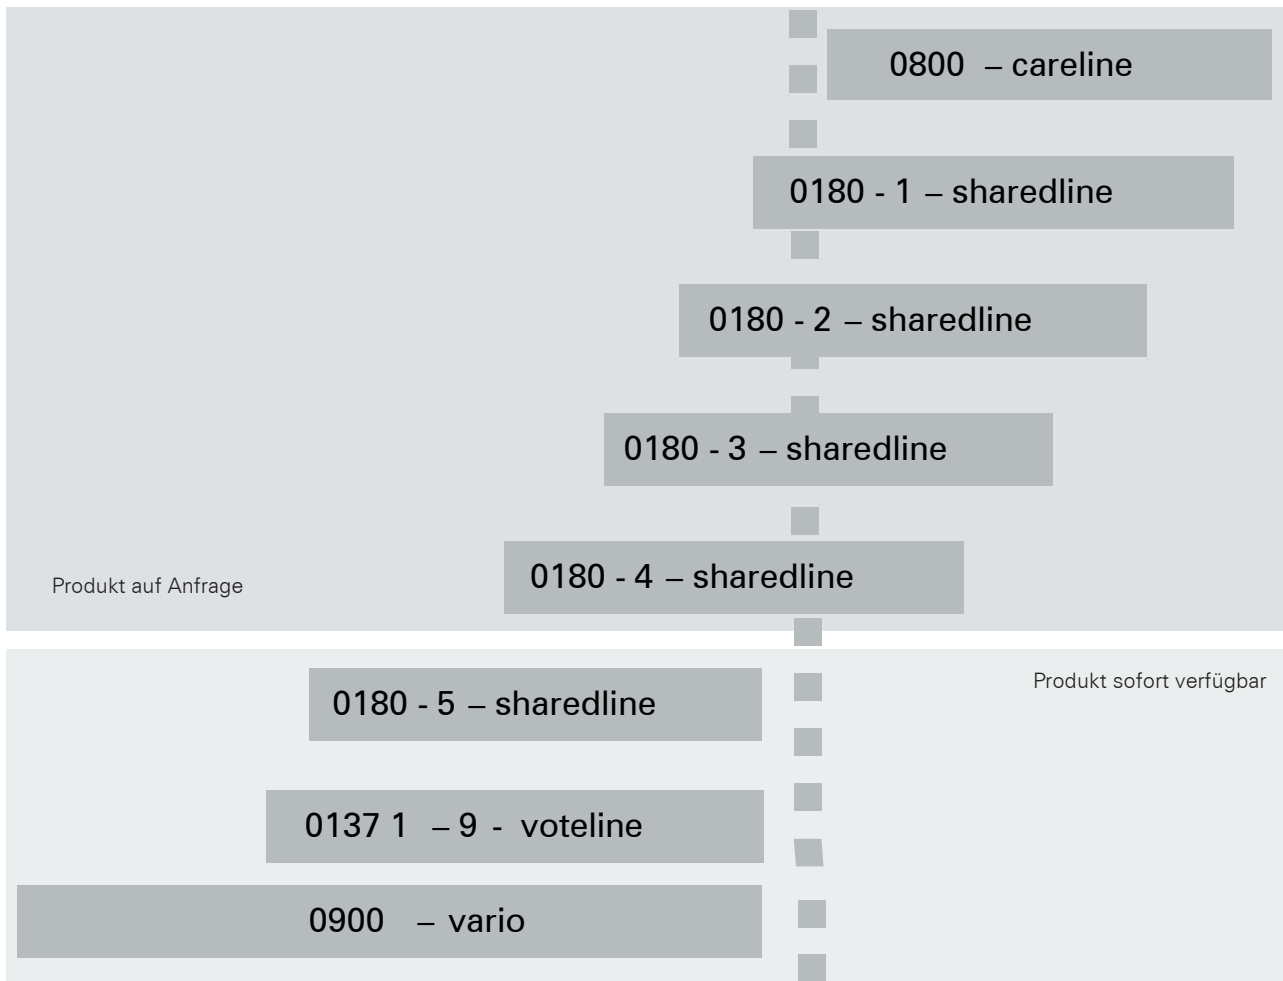 0800 – careline
0180 - 1 – sharedline
0180 - 2 – sharedline
0180 - 3 – sharedline
0180 - 4 – sharedline
Produkt auf Anfrage
Produkt sofort verfügbar
0180 - 5 – sharedline
0137 1 – 9 - voteline
0900 – vario